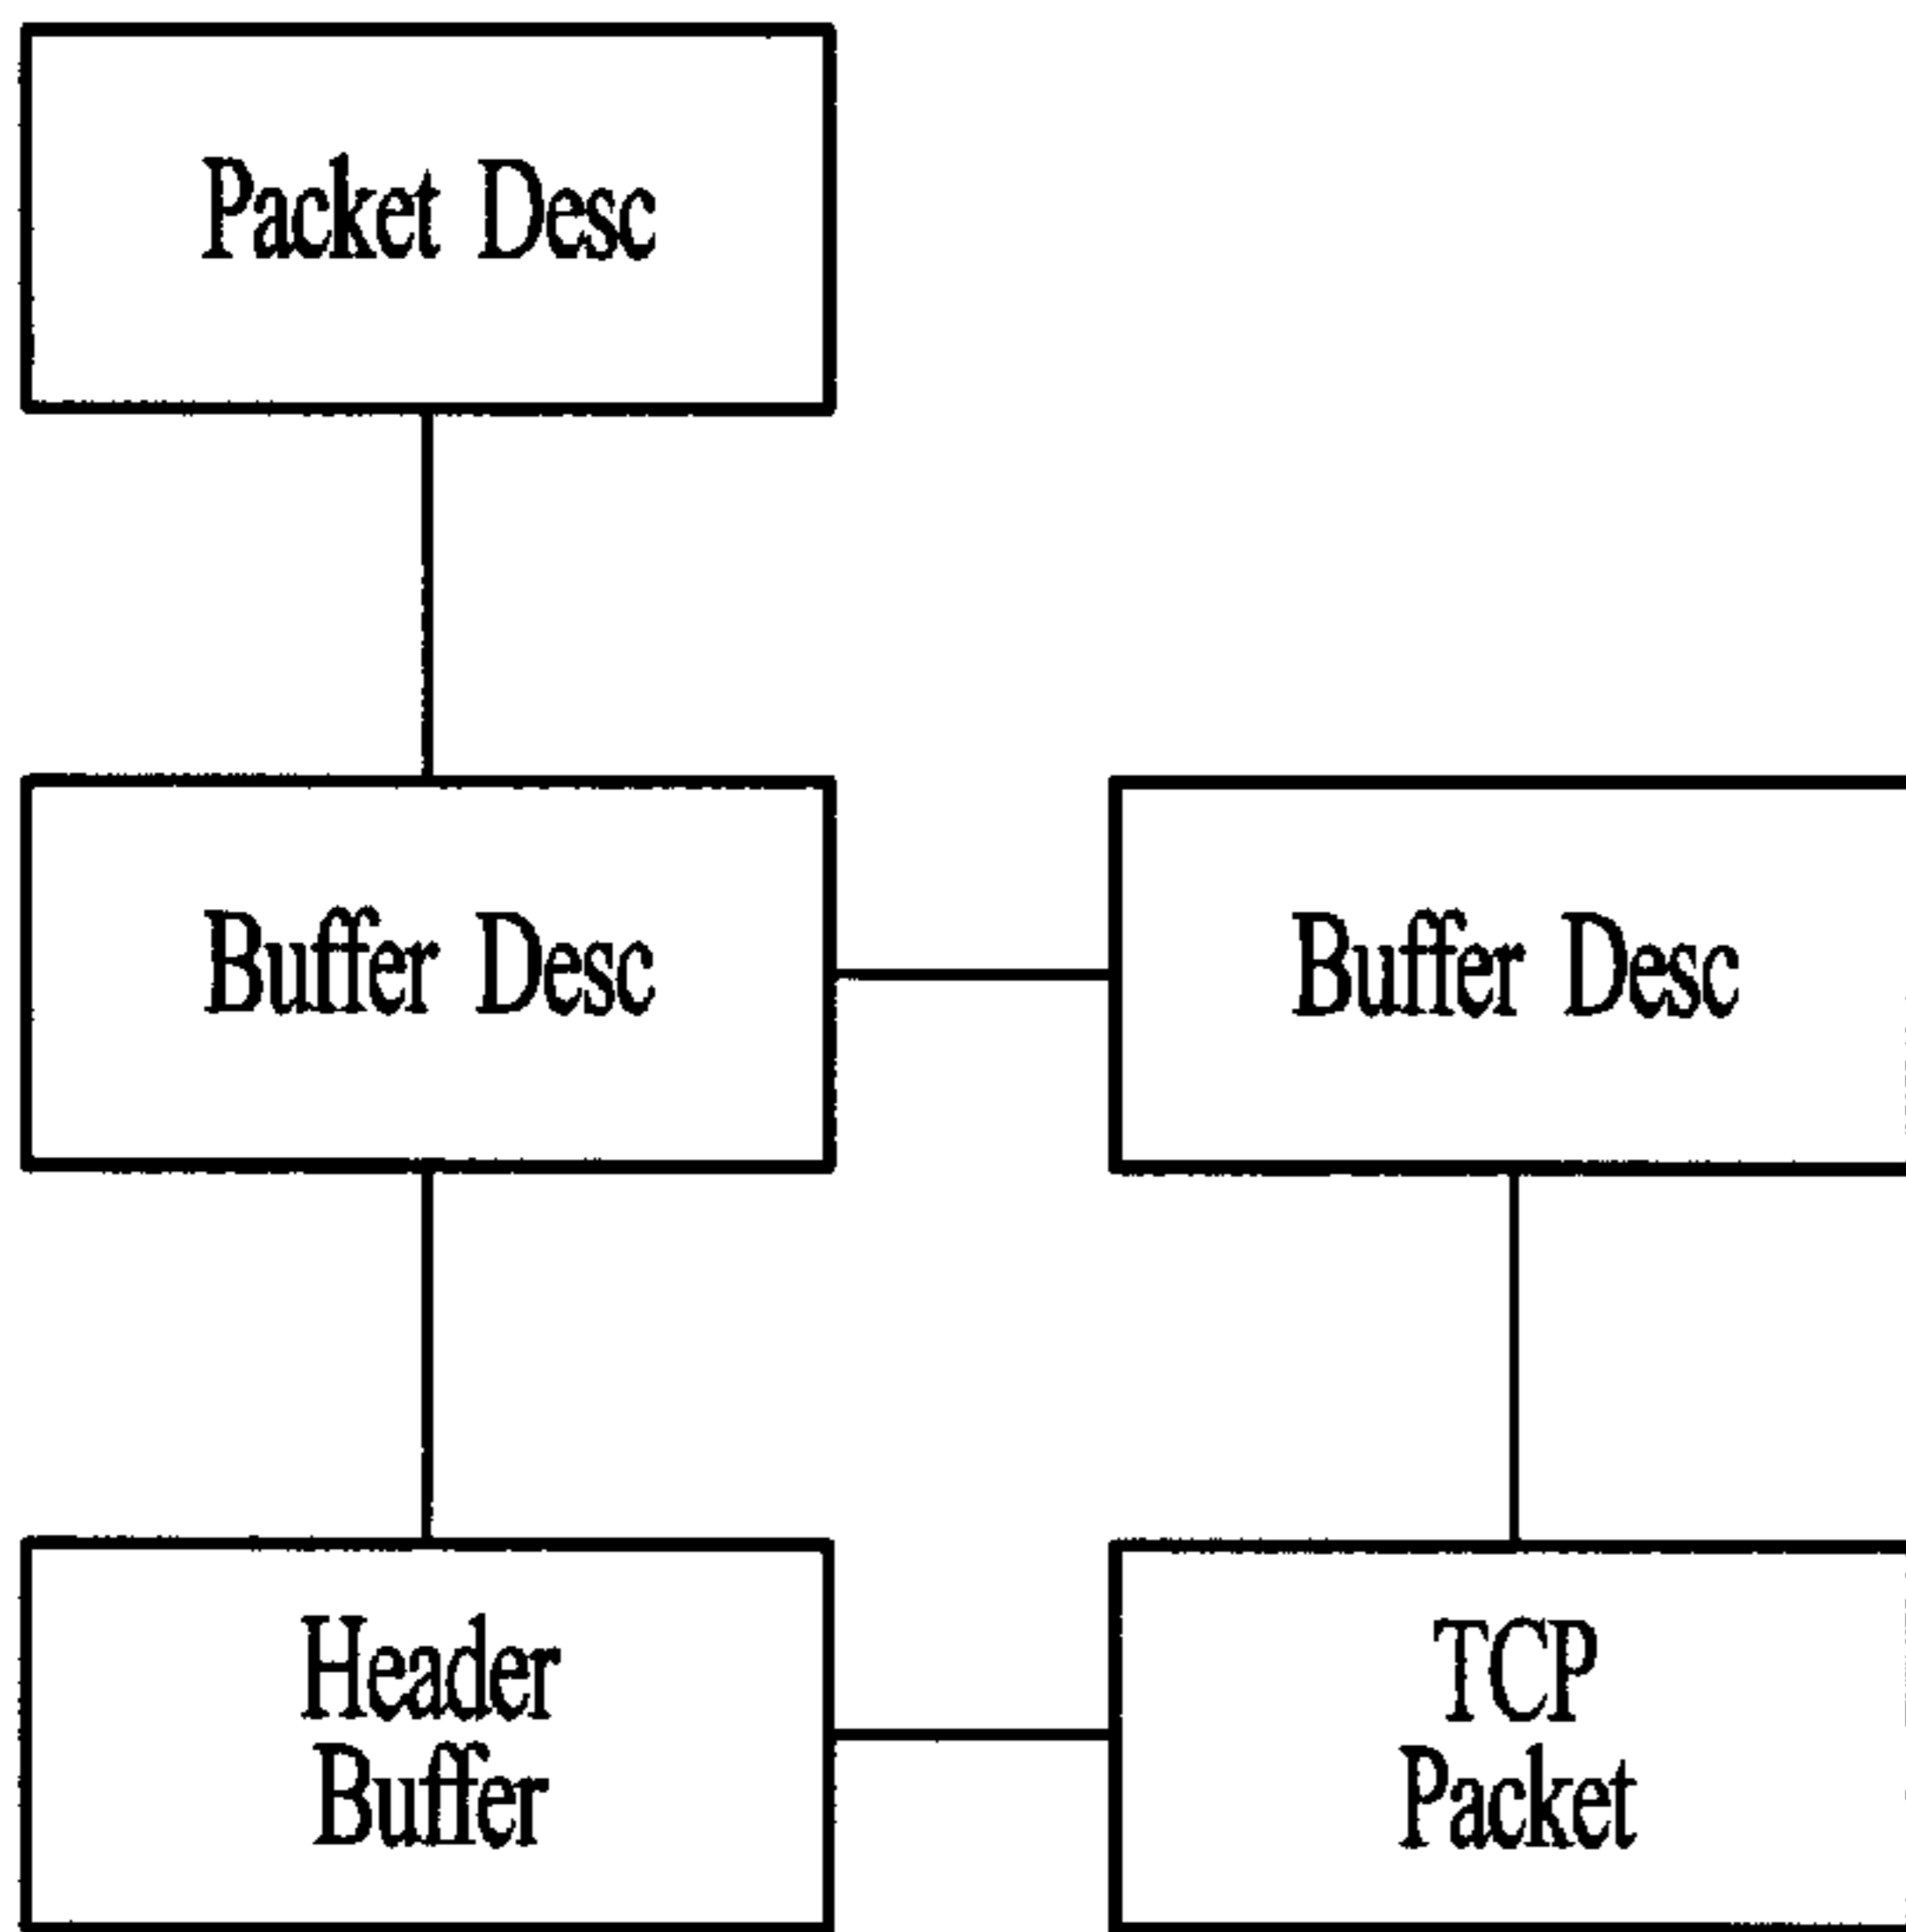 Packet Desc
Buffer Desc
Buffer Desc
Header
Buffer
TCP
Packet